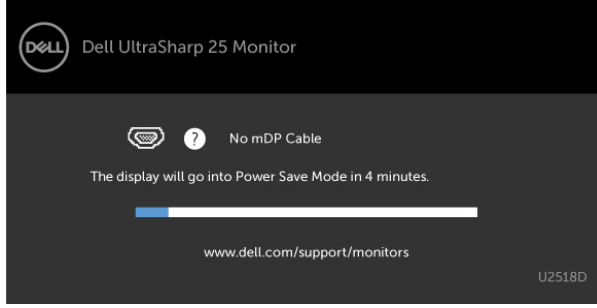 DELL
Dell UltraSharp 25 Monitor
? No mDP Cable
The display will go into Power Save Mode in 4 minutes.
www.dell.com/support/monitors
U2518D